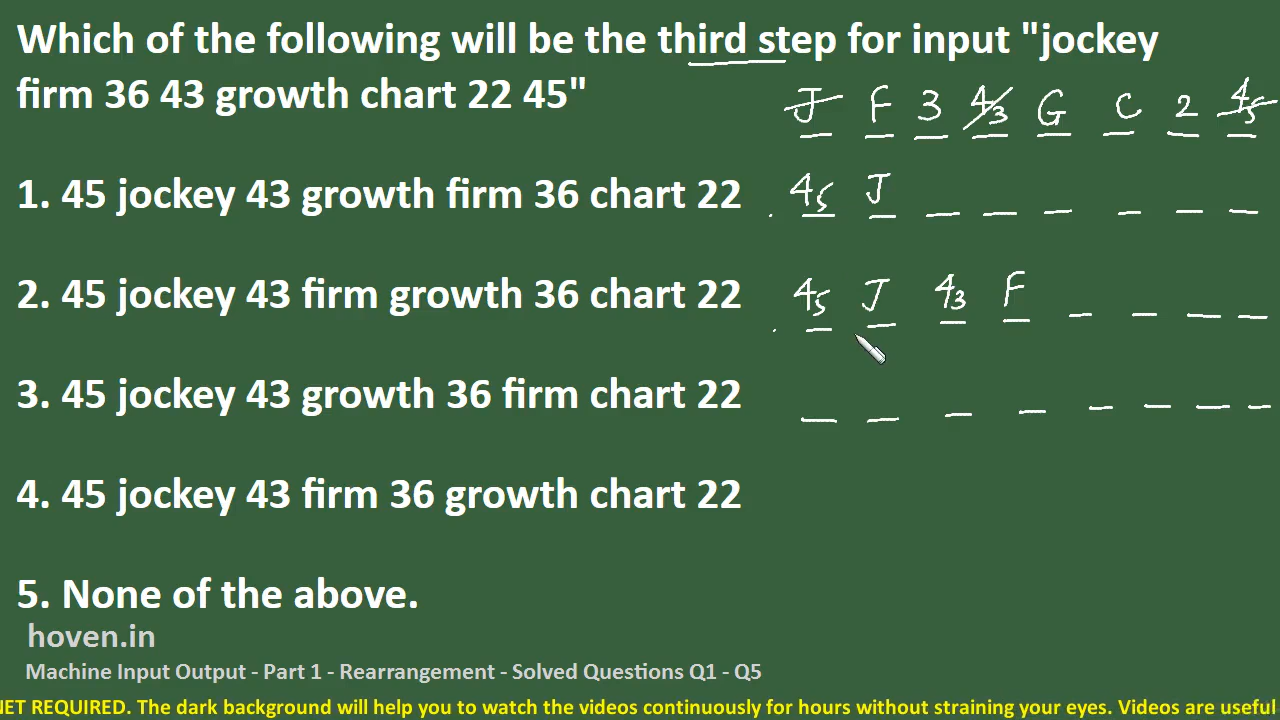 Which of the following will be the third step for input "jockey
firm 36 43 growth chart 22 45"
J F 3 43 G C 2 45
1. 45 jockey 43 growth firm 36 chart 22
45 J
2. 45 jockey 43 firm growth 36 chart 22
45 J 43 F
3. 45 jockey 43 growth 36 firm chart 22
4. 45 jockey 43 firm 36 growth chart 22
5. None of the above.
hoven.in
Machine Input Output - Part 1 - Rearrangement - Solved Questions Q1 - Q5
NET REQUIRED. The dark background will help you to watch the videos continuously for hours without straining your eyes. Videos are useful